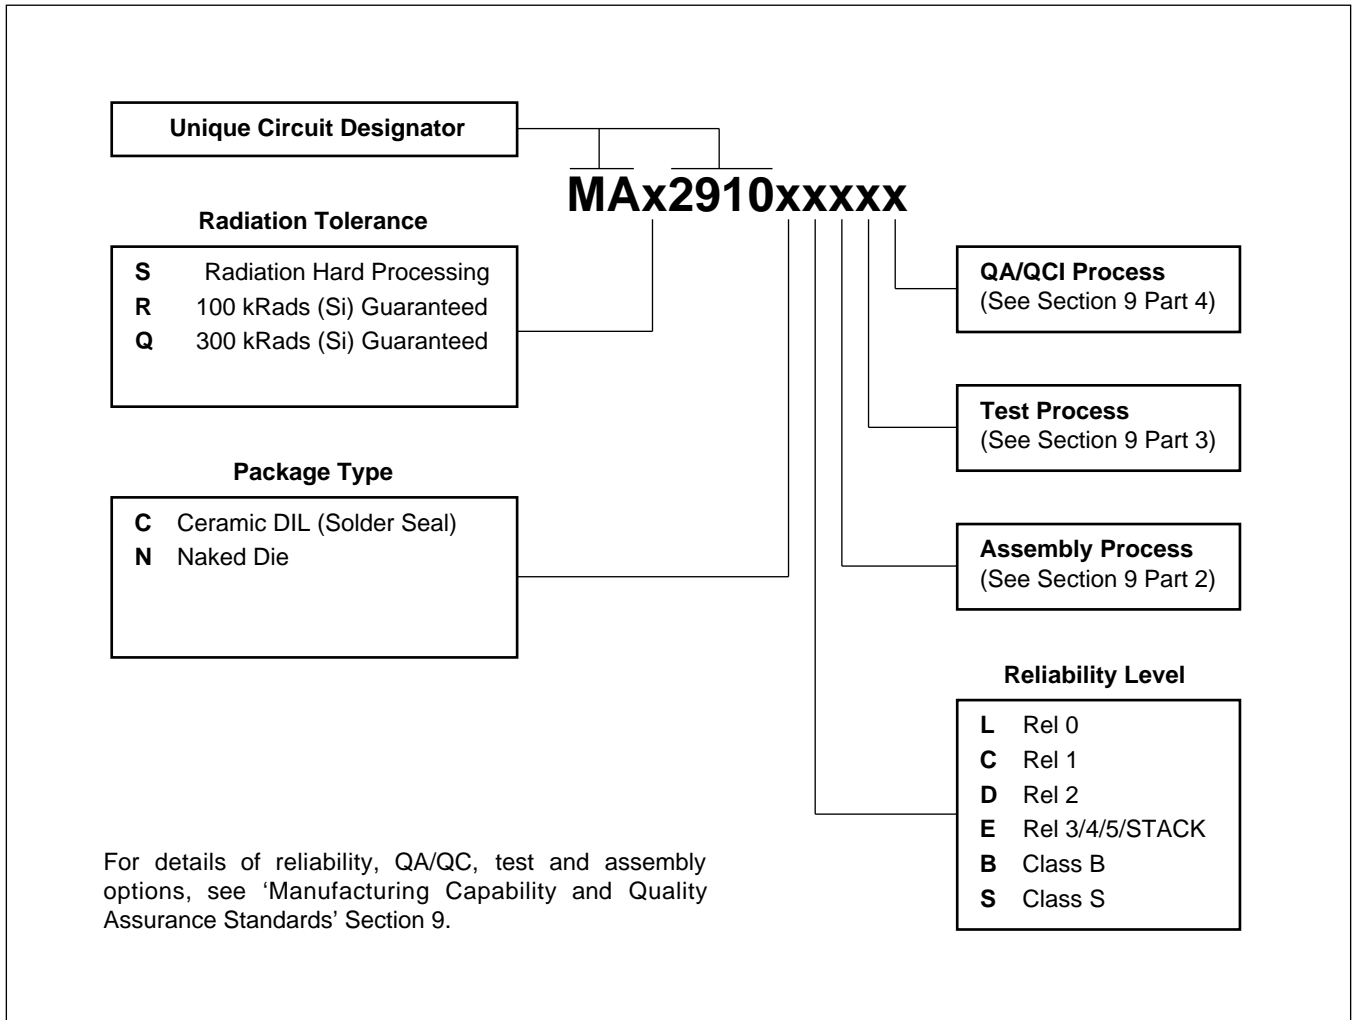 Unique Circuit Designator
MAx2910xxxxx
Radiation Tolerance
S Radiation Hard Processing
R 100 kRads (Si) Guaranteed
Q 300 kRads (Si) Guaranteed
QA/QCI Process
(See Section 9 Part 4)
Test Process
(See Section 9 Part 3)
Package Type
C Ceramic DIL (Solder Seal)
N Naked Die
Assembly Process
(See Section 9 Part 2)
Reliability Level
L Rel 0
C Rel 1
D Rel 2
E Rel 3/4/5/STACK
B Class B
S Class S
For details of reliability, QA/QC, test and assembly
options, see ‘Manufacturing Capability and Quality
Assurance Standards’ Section 9.